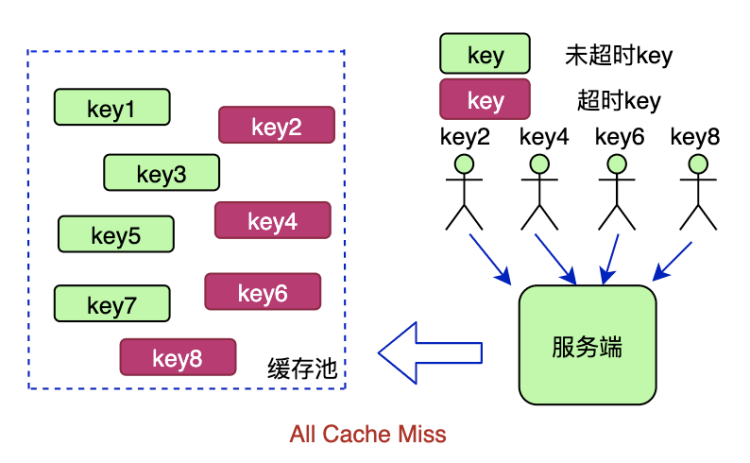 key 未超时key
key 超时key
key2 key4 key6 key8
key1
key2
key3
key4
key5
key6
key7
key8
缓存池
服务端
All Cache Miss